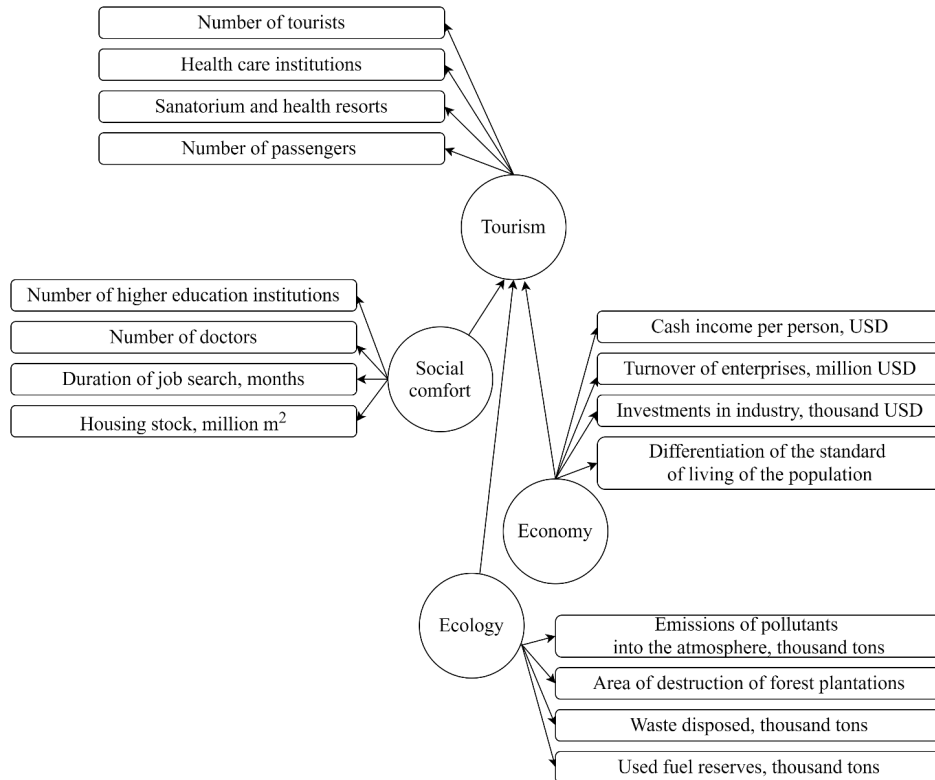 Number of tourists
Health care institutions
Sanatorium and health resorts
Number of passengers
Tourism
Number of higher education institutions
Number of doctors
Duration of job search, months
Housing stock, million m²
Social
comfort
Cash income per person, USD
Turnover of enterprises, million USD
Investments in industry, thousand USD
Differentiation of the standard
of living of the population
Economy
Ecology
Emissions of pollutants
into the atmosphere, thousand tons
Area of destruction of forest plantations
Waste disposed, thousand tons
Used fuel reserves, thousand tons